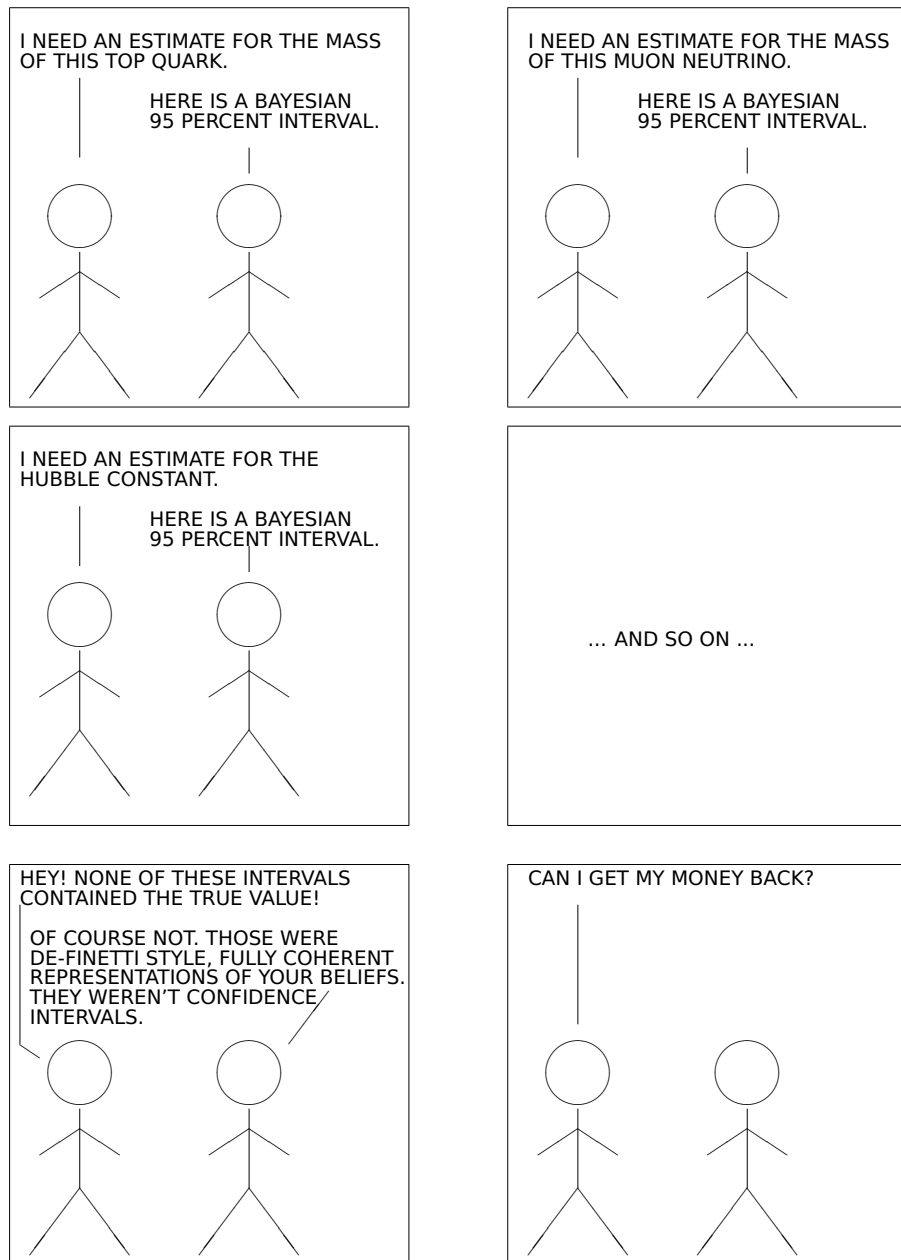 I NEED AN ESTIMATE FOR THE MASS
OF THIS TOP QUARK.
HERE IS A BAYESIAN
95 PERCENT INTERVAL.
I NEED AN ESTIMATE FOR THE MASS
OF THIS MUON NEUTRINO.
HERE IS A BAYESIAN
95 PERCENT INTERVAL.
I NEED AN ESTIMATE FOR THE
HUBBLE CONSTANT.
HERE IS A BAYESIAN
95 PERCENT INTERVAL.
... AND SO ON ...
HEY! NONE OF THESE INTERVALS
CONTAINED THE TRUE VALUE!
OF COURSE NOT. THOSE WERE
DE-FINETTI STYLE, FULLY COHERENT
REPRESENTATIONS OF YOUR BELIEFS.
THEY WEREN'T CONFIDENCE
INTERVALS.
CAN I GET MY MONEY BACK?